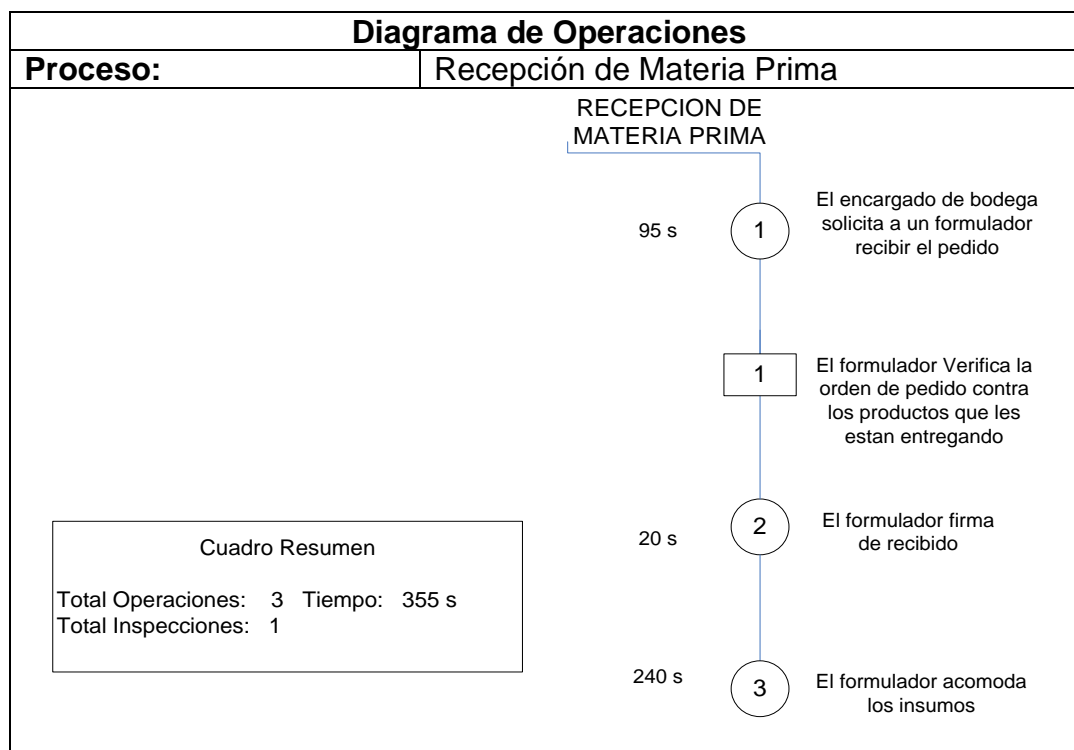 Diagrama de Operaciones
Proceso:
Recepción de Materia Prima
RECEPCION DE
MATERIA PRIMA
95 s
1
El encargado de bodega
solicita a un formulador
recibir el pedido
1
El formulador Verifica la
orden de pedido contra
los productos que les
estan entregando
20 s
2
El formulador firma
de recibido
Cuadro Resumen
Total Operaciones: 3 Tiempo: 355 s
Total Inspecciones: 1
240 s
3
El formulador acomoda
los insumos